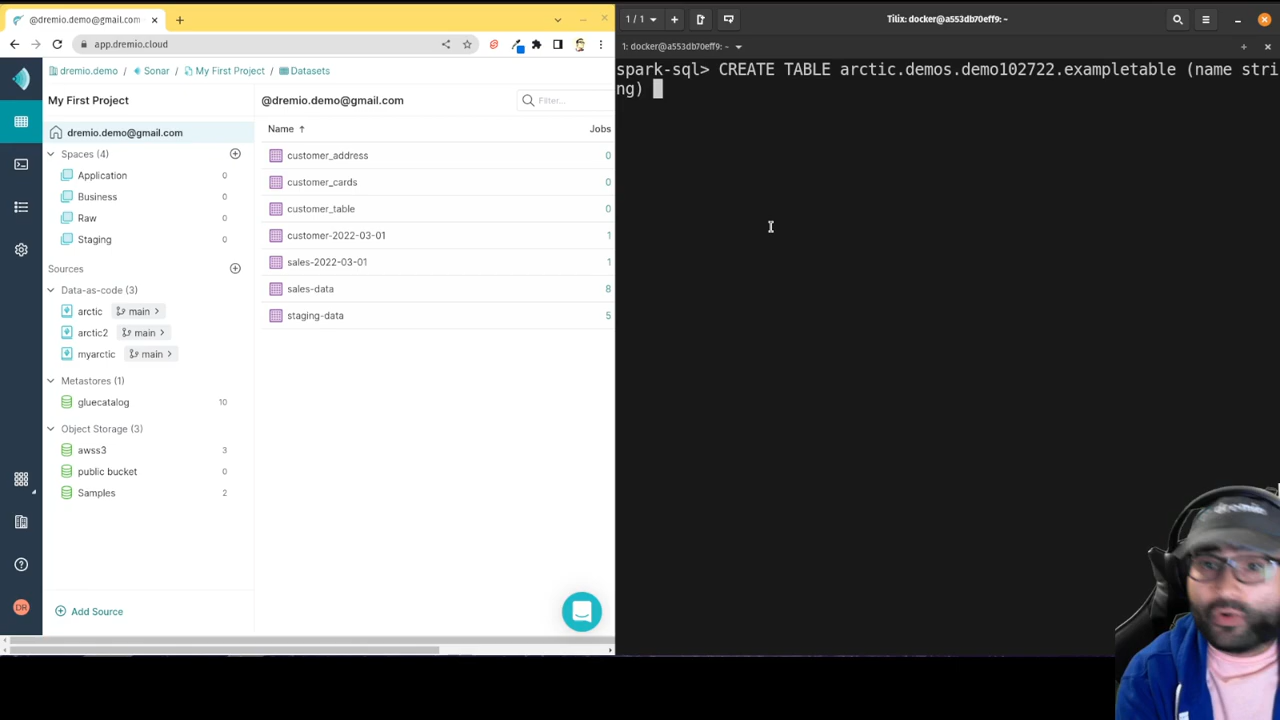 @dremio.demo@gmail.com
app.dremio.cloud
dremio.demo / Sonar / My First Project / Datasets
My First Project
dremio.demo@gmail.com
Spaces (4)
Application 0
Business 0
Raw 0
Staging 0
Sources
Data-as-code (3)
arctic main
arctic2 main
myarctic main
Metastores (1)
gluecatalog 10
Object Storage (3)
awss3 3
public bucket 0
Samples 2
Add Source
DR
@dremio.demo@gmail.com
Filter...
Name Jobs
customer_address 0
customer_cards 0
customer_table 0
customer-2022-03-01 1
sales-2022-03-01 1
sales-data 8
staging-data 5
1 / 1
Tilix: docker@a553db70eff9: ~
1: docker@a553db70eff9: ~
spark-sql> CREATE TABLE arctic.demos.demo102722.exampletable (name stri
ng)